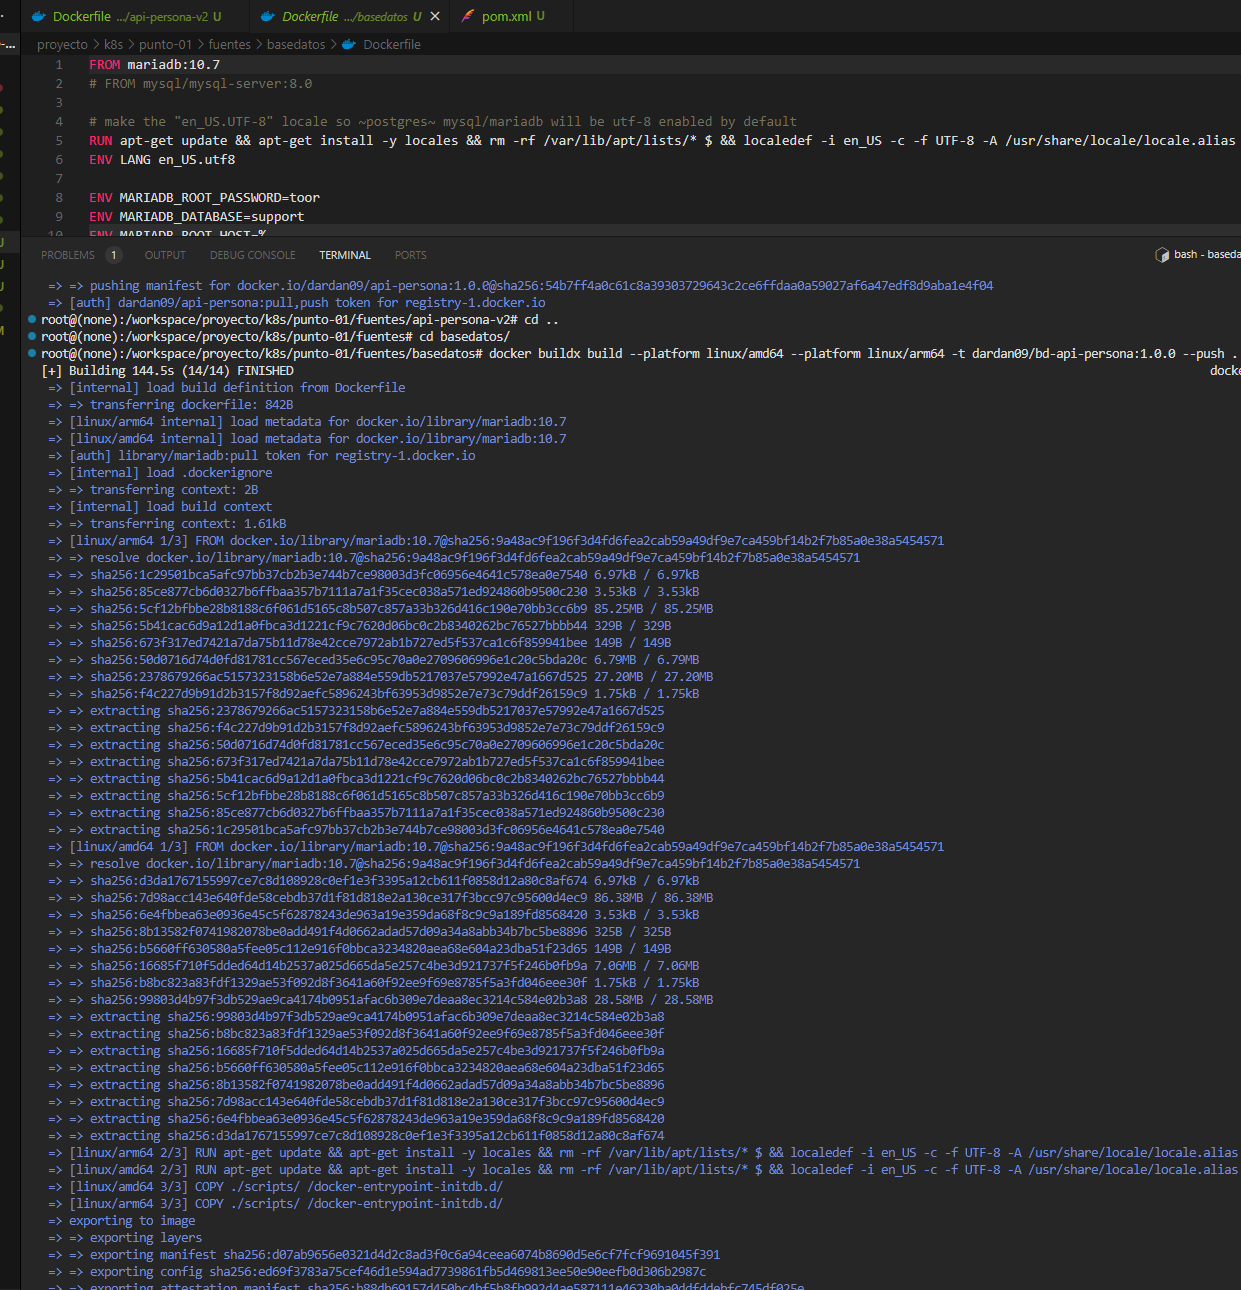 Dockerfile .../api-persona-v2 U
Dockerfile .../basedatos U
pom.xml U
proyecto > k8s > punto-01 > fuentes > basedatos > Dockerfile
1 FROM mariadb:10.7
2 # FROM mysql/mysql-server:8.0
3
4 # make the "en_US.UTF-8" locale so ~postgres~ mysql/mariadb will be utf-8 enabled by default
5 RUN apt-get update && apt-get install -y locales && rm -rf /var/lib/apt/lists/* $ && localedef -i en_US -c -f UTF-8 -A /usr/share/locale/locale.alias
6 ENV LANG en_US.utf8
7
8 ENV MARIADB_ROOT_PASSWORD=toor
9 ENV MARIADB_DATABASE=support
10 ENV MARIADB_ROOT_HOST=%
PROBLEMS 1 OUTPUT DEBUG CONSOLE TERMINAL PORTS bash - baseda
=> => pushing manifest for docker.io/dardan09/api-persona:1.0.0@sha256:54b7ff4a0c61c8a39303729643c2ce6ffdaa0a59027af6a47edf8d9aba1e4f04
=> [auth] dardan09/api-persona:pull,push token for registry-1.docker.io
root@(none):/workspace/proyecto/k8s/punto-01/fuentes/api-persona-v2# cd ..
root@(none):/workspace/proyecto/k8s/punto-01/fuentes# cd basedatos/
root@(none):/workspace/proyecto/k8s/punto-01/fuentes/basedatos# docker buildx build --platform linux/amd64 --platform linux/arm64 -t dardan09/bd-api-persona:1.0.0 --push .
[+] Building 144.5s (14/14) FINISHED docke
=> [internal] load build definition from Dockerfile
=> => transferring dockerfile: 842B
=> [linux/arm64 internal] load metadata for docker.io/library/mariadb:10.7
=> [linux/amd64 internal] load metadata for docker.io/library/mariadb:10.7
=> [auth] library/mariadb:pull token for registry-1.docker.io
=> [internal] load .dockerignore
=> => transferring context: 2B
=> [internal] load build context
=> => transferring context: 1.61kB
=> [linux/arm64 1/3] FROM docker.io/library/mariadb:10.7@sha256:9a48ac9f196f3d4fd6fea2cab59a49df9e7ca459bf14b2f7b85a0e38a5454571
=> => resolve docker.io/library/mariadb:10.7@sha256:9a48ac9f196f3d4fd6fea2cab59a49df9e7ca459bf14b2f7b85a0e38a5454571
=> => sha256:1c29501bca5afc97bb37cb2b3e744b7ce98003d3fc06956e4641c578ea0e7540 6.97kB / 6.97kB
=> => sha256:85ce877cb6d0327b6ffbaa357b7111a7a1f35cec038a571ed924860b9500c230 3.53kB / 3.53kB
=> => sha256:5cf12bfbbe28b8188c6f061d5165c8b507c857a33b326d416c190e70bb3cc6b9 85.25MB / 85.25MB
=> => sha256:5b41cac6d9a12d1a0fbca3d1221cf9c7620d06bc0c2b8340262bc76527bbbb44 329B / 329B
=> => sha256:673f317ed7421a7da75b11d78e42cce7972ab1b727ed5f537ca1c6f859941bee 149B / 149B
=> => sha256:50d0716d74d0fd81781cc567eced35e6c95c70a0e2709606996e1c20c5bda20c 6.79MB / 6.79MB
=> => sha256:2378679266ac5157323158b6e52e7a884e559db5217037e57992e47a1667d525 27.20MB / 27.20MB
=> => sha256:f4c227d9b91d2b3157f8d92aefc5896243bf63953d9852e7e73c79ddf26159c9 1.75kB / 1.75kB
=> => extracting sha256:2378679266ac5157323158b6e52e7a884e559db5217037e57992e47a1667d525
=> => extracting sha256:f4c227d9b91d2b3157f8d92aefc5896243bf63953d9852e7e73c79ddf26159c9
=> => extracting sha256:50d0716d74d0fd81781cc567eced35e6c95c70a0e2709606996e1c20c5bda20c
=> => extracting sha256:673f317ed7421a7da75b11d78e42cce7972ab1b727ed5f537ca1c6f859941bee
=> => extracting sha256:5b41cac6d9a12d1a0fbca3d1221cf9c7620d06bc0c2b8340262bc76527bbbb44
=> => extracting sha256:5cf12bfbbe28b8188c6f061d5165c8b507c857a33b326d416c190e70bb3cc6b9
=> => extracting sha256:85ce877cb6d0327b6ffbaa357b7111a7a1f35cec038a571ed924860b9500c230
=> => extracting sha256:1c29501bca5afc97bb37cb2b3e744b7ce98003d3fc06956e4641c578ea0e7540
=> [linux/amd64 1/3] FROM docker.io/library/mariadb:10.7@sha256:9a48ac9f196f3d4fd6fea2cab59a49df9e7ca459bf14b2f7b85a0e38a5454571
=> => resolve docker.io/library/mariadb:10.7@sha256:9a48ac9f196f3d4fd6fea2cab59a49df9e7ca459bf14b2f7b85a0e38a5454571
=> => sha256:d3da1767155997ce7c8d108928c0ef1e3f3395a12cb611f0858d12a80c8af674 6.97kB / 6.97kB
=> => sha256:7d98acc143e640fde58cebdb37d1f81d818e2a130ce317f3bcc97c95600d4ec9 86.38MB / 86.38MB
=> => sha256:6e4fbbea63e0936e45c5f62878243de963a19e359da68f8c9c9a189fd8568420 3.53kB / 3.53kB
=> => sha256:8b13582f0741982078be0add491f4d0662adad57d09a34a8abb34b7bc5be8896 325B / 325B
=> => sha256:b5660ff630580a5fee05c112e916f0bbca3234820aea68e604a23dba51f23d65 149B / 149B
=> => sha256:16685f710f5dded64d14b2537a025d665da5e257c4be3d921737f5f246b0fb9a 7.06MB / 7.06MB
=> => sha256:b8bc823a83fdf1329ae53f092d8f3641a60f92ee9f69e8785f5a3fd046eee30f 1.75kB / 1.75kB
=> => sha256:99803d4b97f3db529ae9ca4174b0951afac6b309e7deaa8ec3214c584e02b3a8 28.58MB / 28.58MB
=> => extracting sha256:99803d4b97f3db529ae9ca4174b0951afac6b309e7deaa8ec3214c584e02b3a8
=> => extracting sha256:b8bc823a83fdf1329ae53f092d8f3641a60f92ee9f69e8785f5a3fd046eee30f
=> => extracting sha256:16685f710f5dded64d14b2537a025d665da5e257c4be3d921737f5f246b0fb9a
=> => extracting sha256:b5660ff630580a5fee05c112e916f0bbca3234820aea68e604a23dba51f23d65
=> => extracting sha256:8b13582f0741982078be0add491f4d0662adad57d09a34a8abb34b7bc5be8896
=> => extracting sha256:7d98acc143e640fde58cebdb37d1f81d818e2a130ce317f3bcc97c95600d4ec9
=> => extracting sha256:6e4fbbea63e0936e45c5f62878243de963a19e359da68f8c9c9a189fd8568420
=> => extracting sha256:d3da1767155997ce7c8d108928c0ef1e3f3395a12cb611f0858d12a80c8af674
=> [linux/arm64 2/3] RUN apt-get update && apt-get install -y locales && rm -rf /var/lib/apt/lists/* $ && localedef -i en_US -c -f UTF-8 -A /usr/share/locale/locale.alias
=> [linux/amd64 2/3] RUN apt-get update && apt-get install -y locales && rm -rf /var/lib/apt/lists/* $ && localedef -i en_US -c -f UTF-8 -A /usr/share/locale/locale.alias
=> [linux/amd64 3/3] COPY ./scripts/ /docker-entrypoint-initdb.d/
=> [linux/arm64 3/3] COPY ./scripts/ /docker-entrypoint-initdb.d/
=> exporting to image
=> => exporting layers
=> => exporting manifest sha256:d07ab9656e0321d4d2c8ad3f0c6a94ceea6074b8690d5e6cf7fcf9691045f391
=> => exporting config sha256:ed69f3783a75cef46d1e594ad7739861fb5d469813ee50e90eefb0d306b2987c
=> => exporting attestation manifest